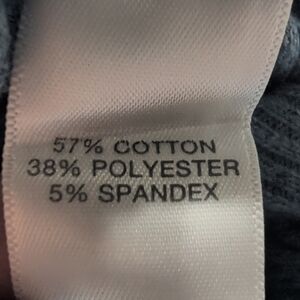 57% COTTON
38% POLYESTER
5% SPANDEX